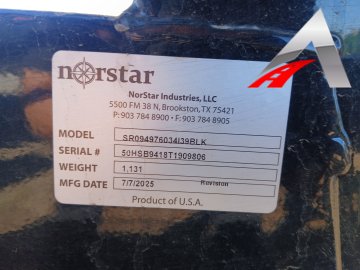 norstar
NorStar Industries, LLC
5500 FM 38 N, Brookston, TX 75421
P: 903 784 8900 • F: 903 784 8905
MODEL SR094976034I39BLK
SERIAL # 50HSB9418T1909806
WEIGHT 1,131
MFG DATE 7/7/2025 Revision
Product of U.S.A.